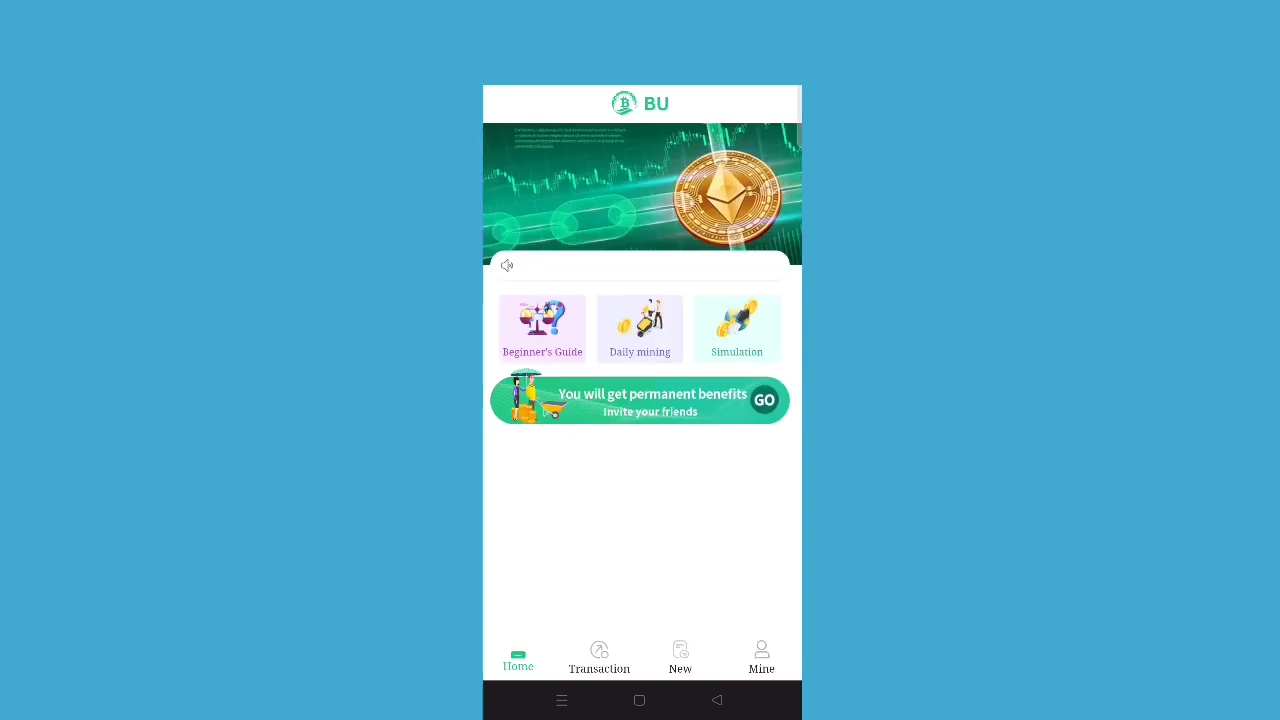 BU
Beginner's Guide
Daily mining
Simulation
You will get permanent benefits
GO
Invite your friends
Home
Transaction
New
Mine